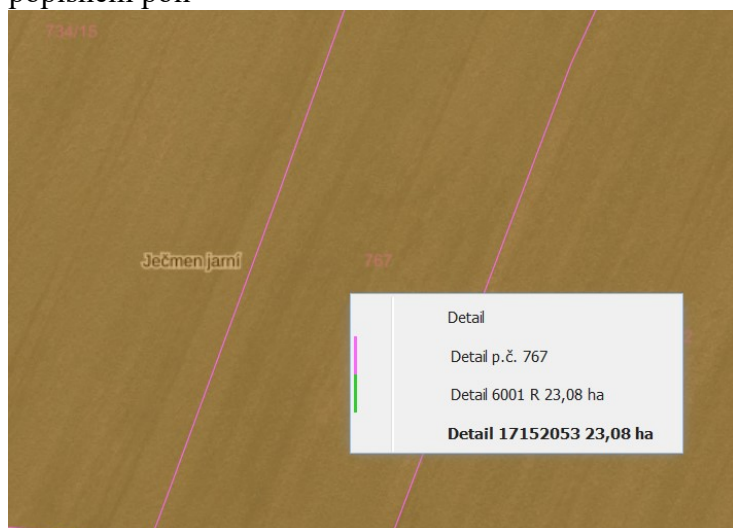 734/15
Ječmen jarní
767
Detail
Detail p.č. 767
Detail 6001 R 23,08 ha
Detail 17152053 23,08 ha